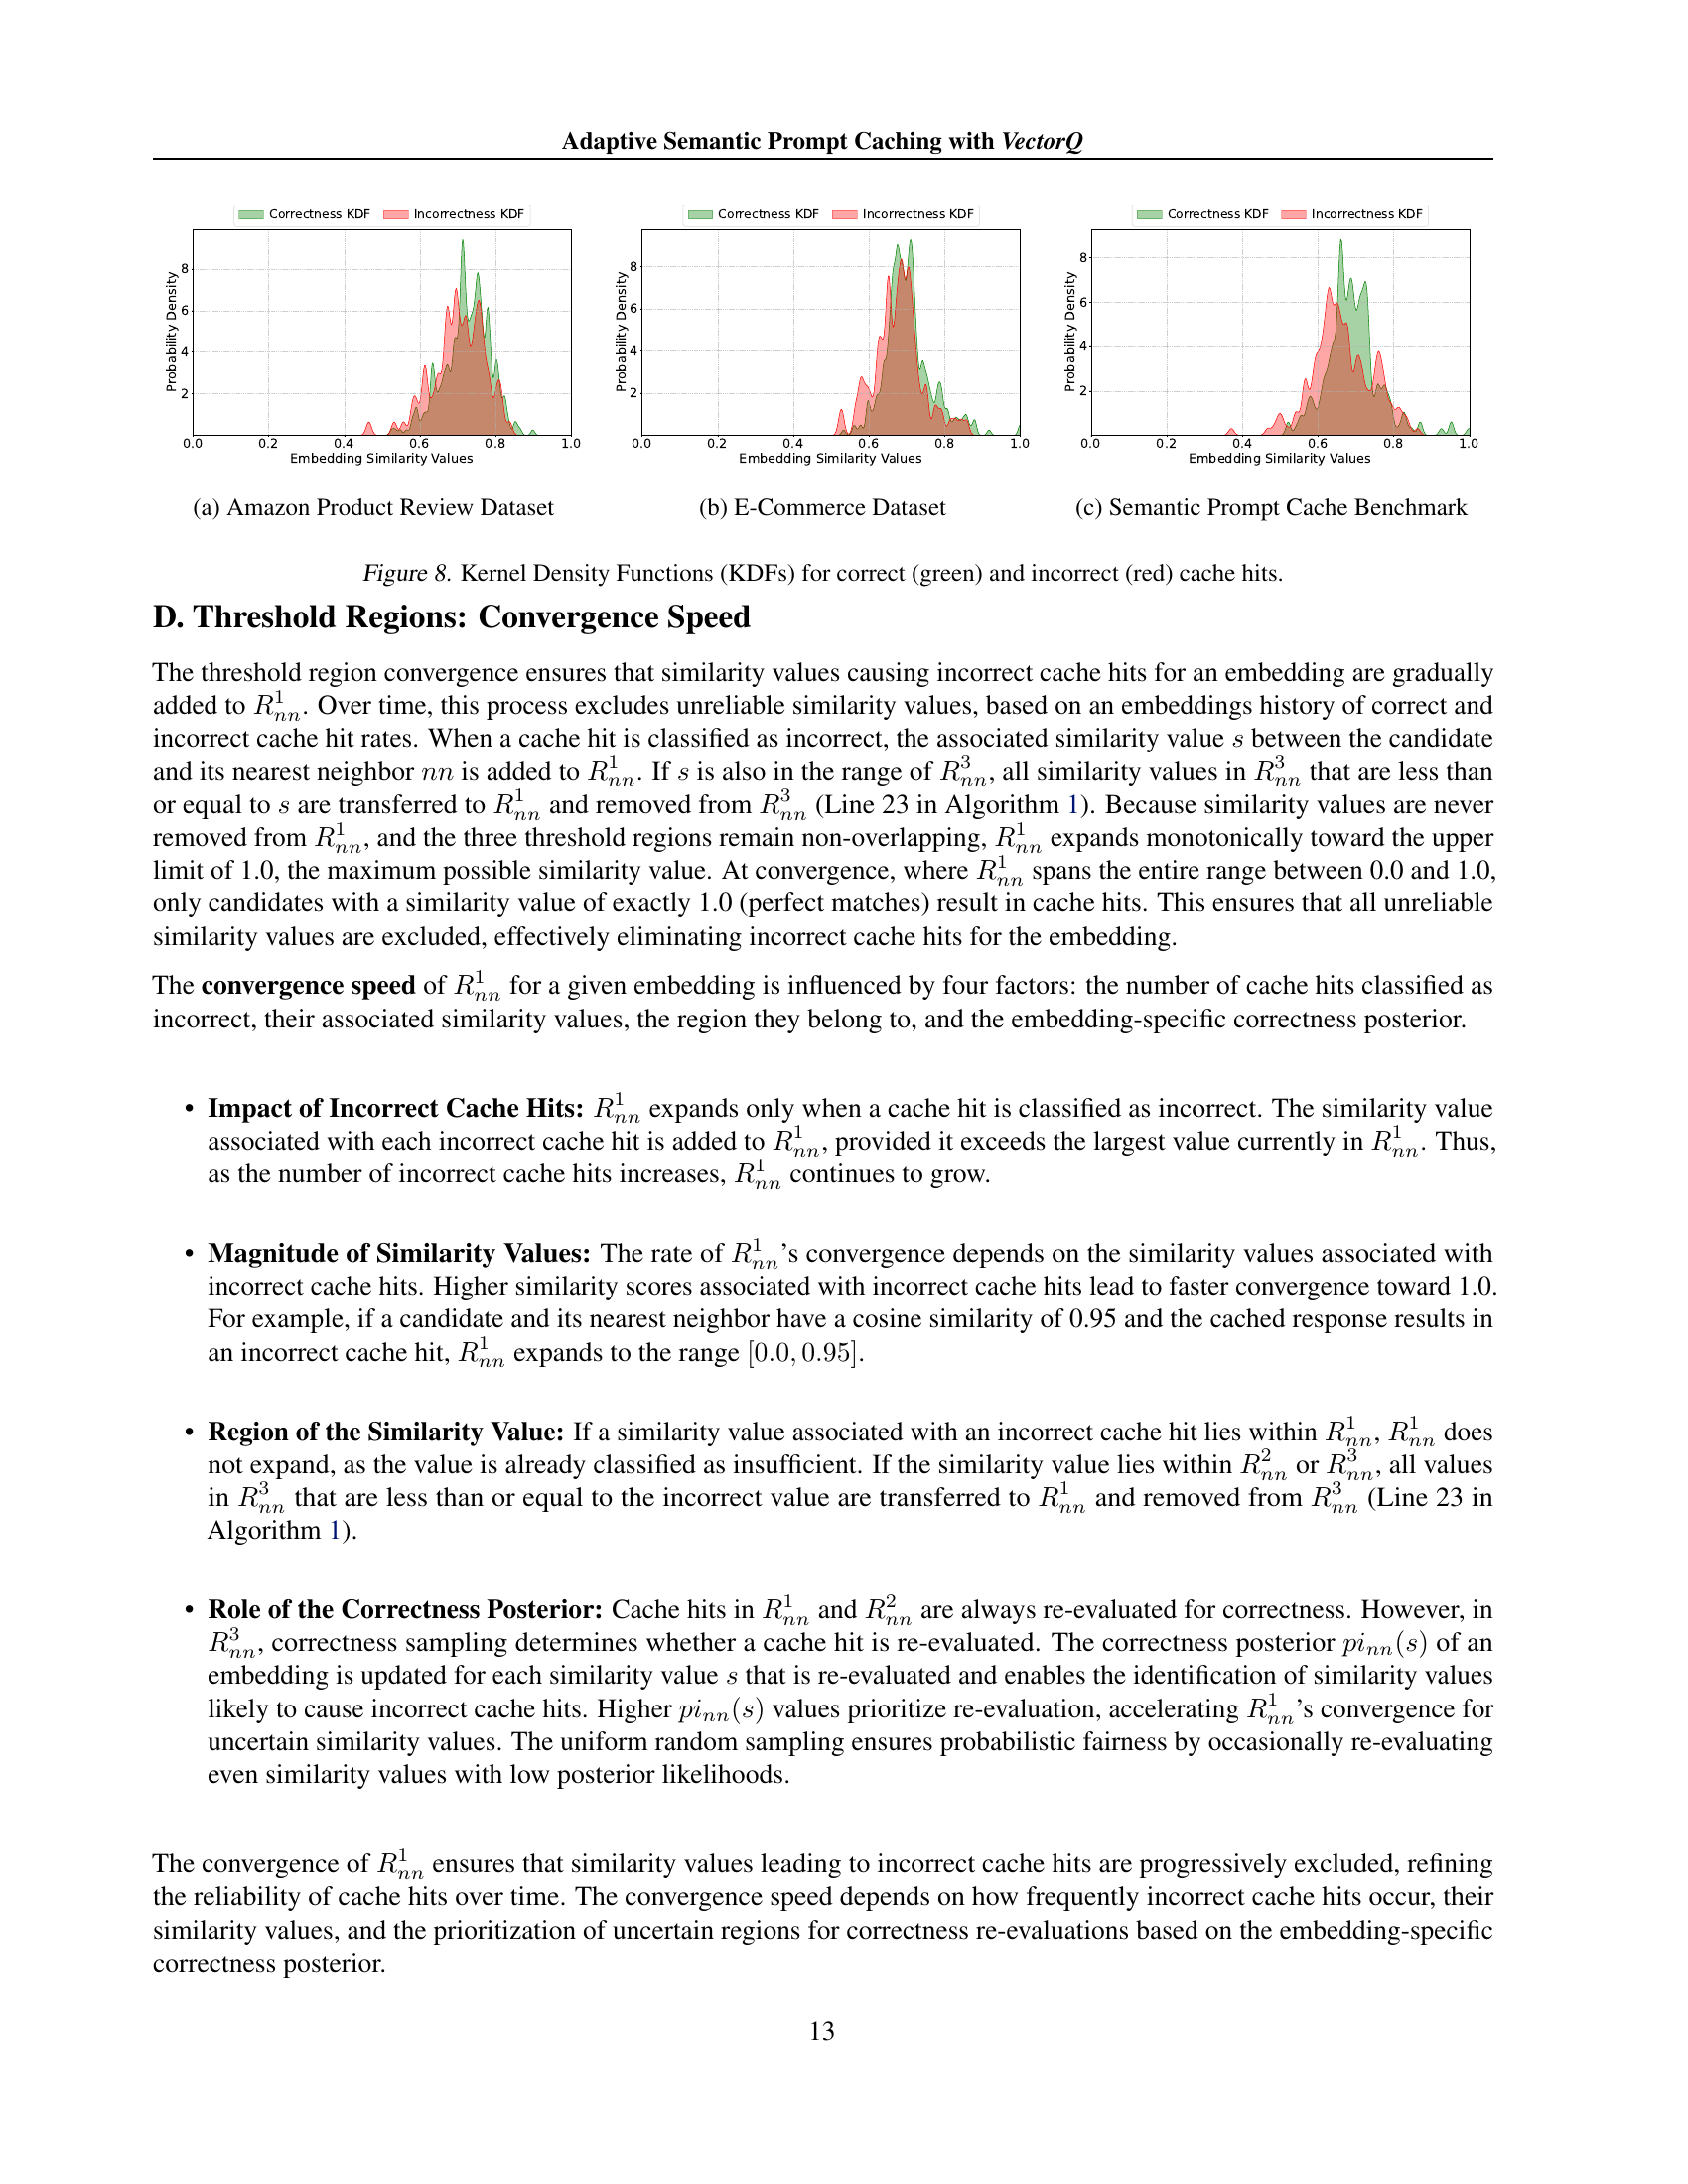 Adaptive Semantic Prompt Caching with VectorQ
Correctness KDF Incorrectness KDF
Probability Density
8
6
4
2
0.0 0.2 0.4 0.6 0.8 1.0
Embedding Similarity Values
(a) Amazon Product Review Dataset
Correctness KDF Incorrectness KDF
Probability Density
8
6
4
2
0.0 0.2 0.4 0.6 0.8 1.0
Embedding Similarity Values
(b) E-Commerce Dataset
Correctness KDF Incorrectness KDF
Probability Density
8
6
4
2
0.0 0.2 0.4 0.6 0.8 1.0
Embedding Similarity Values
(c) Semantic Prompt Cache Benchmark
Figure 8. Kernel Density Functions (KDFs) for correct (green) and incorrect (red) cache hits.
D. Threshold Regions: Convergence Speed
The threshold region convergence ensures that similarity values causing incorrect cache hits for an embedding are gradually
added to $R^1_{nn}$. Over time, this process excludes unreliable similarity values, based on an embeddings history of correct and
incorrect cache hit rates. When a cache hit is classified as incorrect, the associated similarity value $s$ between the candidate
and its nearest neighbor $nn$ is added to $R^1_{nn}$. If $s$ is also in the range of $R^3_{nn}$, all similarity values in $R^3_{nn}$ that are less than
or equal to $s$ are transferred to $R^1_{nn}$ and removed from $R^3_{nn}$ (Line 23 in Algorithm 1). Because similarity values are never
removed from $R^1_{nn}$, and the three threshold regions remain non-overlapping, $R^1_{nn}$ expands monotonically toward the upper
limit of 1.0, the maximum possible similarity value. At convergence, where $R^1_{nn}$ spans the entire range between 0.0 and 1.0,
only candidates with a similarity value of exactly 1.0 (perfect matches) result in cache hits. This ensures that all unreliable
similarity values are excluded, effectively eliminating incorrect cache hits for the embedding.
The convergence speed of $R^1_{nn}$ for a given embedding is influenced by four factors: the number of cache hits classified as
incorrect, their associated similarity values, the region they belong to, and the embedding-specific correctness posterior.
• Impact of Incorrect Cache Hits: $R^1_{nn}$ expands only when a cache hit is classified as incorrect. The similarity value
associated with each incorrect cache hit is added to $R^1_{nn}$, provided it exceeds the largest value currently in $R^1_{nn}$. Thus,
as the number of incorrect cache hits increases, $R^1_{nn}$ continues to grow.
• Magnitude of Similarity Values: The rate of $R^1_{nn}$'s convergence depends on the similarity values associated with
incorrect cache hits. Higher similarity scores associated with incorrect cache hits lead to faster convergence toward 1.0.
For example, if a candidate and its nearest neighbor have a cosine similarity of 0.95 and the cached response results in
an incorrect cache hit, $R^1_{nn}$ expands to the range $[0.0, 0.95]$.
• Region of the Similarity Value: If a similarity value associated with an incorrect cache hit lies within $R^1_{nn}$, $R^1_{nn}$ does
not expand, as the value is already classified as insufficient. If the similarity value lies within $R^2_{nn}$ or $R^3_{nn}$, all values
in $R^3_{nn}$ that are less than or equal to the incorrect value are transferred to $R^1_{nn}$ and removed from $R^3_{nn}$ (Line 23 in
Algorithm 1).
• Role of the Correctness Posterior: Cache hits in $R^1_{nn}$ and $R^2_{nn}$ are always re-evaluated for correctness. However, in
$R^3_{nn}$, correctness sampling determines whether a cache hit is re-evaluated. The correctness posterior $pi_{nn}(s)$ of an
embedding is updated for each similarity value $s$ that is re-evaluated and enables the identification of similarity values
likely to cause incorrect cache hits. Higher $pi_{nn}(s)$ values prioritize re-evaluation, accelerating $R^1_{nn}$'s convergence for
uncertain similarity values. The uniform random sampling ensures probabilistic fairness by occasionally re-evaluating
even similarity values with low posterior likelihoods.
The convergence of $R^1_{nn}$ ensures that similarity values leading to incorrect cache hits are progressively excluded, refining
the reliability of cache hits over time. The convergence speed depends on how frequently incorrect cache hits occur, their
similarity values, and the prioritization of uncertain regions for correctness re-evaluations based on the embedding-specific
correctness posterior.
13